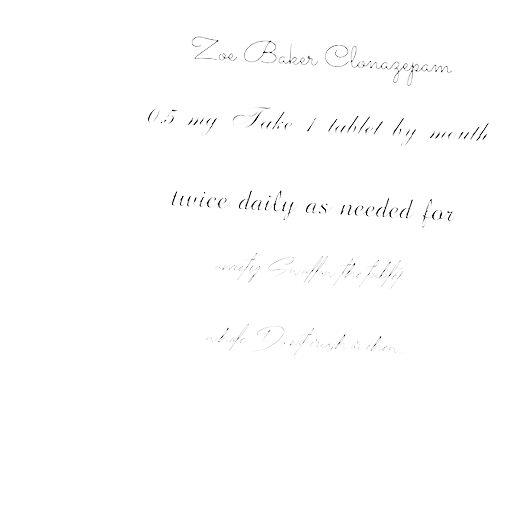 Zoe Baker Clonazepam
0.5 mg Take 1 tablet by mouth
twice daily as needed for
anxiety Swallow the tablet
whole Do not crush or chew